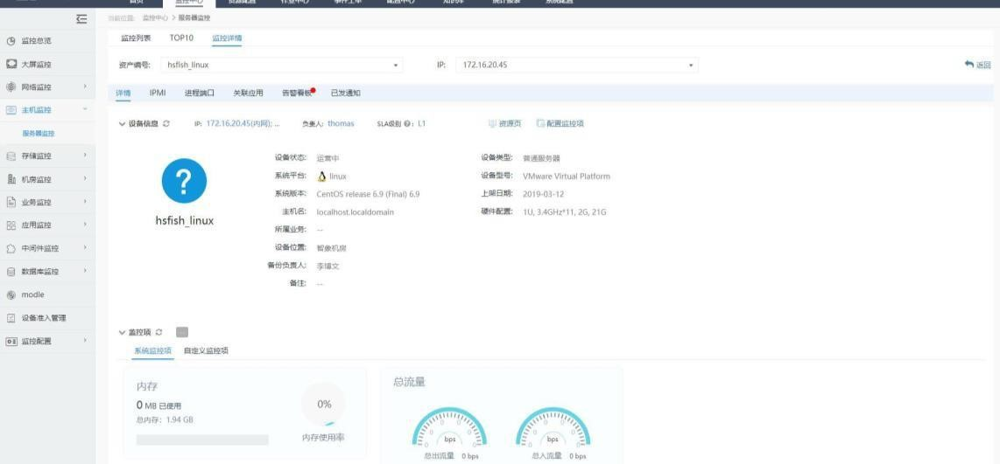 首页 监控中心 资源配置 作业中心 事件工单 配置中心 知识库 统计报表 系统配置
当前位置: 监控中心 > 服务器监控
监控列表 TOP10 监控详情
资产编号: hsfish_linux IP: 172.16.20.45 返回
详情 IPMI 进程端口 关联应用 告警看板 已发通知
监控总览
大屏监控
网络监控
主机监控
服务器监控
存储监控
机房监控
业务监控
应用监控
中间件监控
数据库监控
modle
设备准入管理
监控配置
设备信息 IP: 172.16.20.45(内网); ... 负责人: thomas SLA级别 : L1 资源页 配置监控项
hsfish_linux
设备状态: 运营中 设备类型: 普通服务器
系统平台: linux 设备型号: VMware Virtual Platform
系统版本: CentOS release 6.9 (Final) 6.9 上架日期: 2019-03-12
主机名: localhost.localdomain 硬件配置: 1U, 3.4GHz*11, 2G, 21G
所属业务: --
设备位置: 智象机房
备份负责人: 李博文
备注: --
监控项
系统监控项 自定义监控项
内存
0 MB 已使用
总内存: 1.94 GB
0%
内存使用率
总流量
bps bps
总出流量 0 bps 总入流量 0 bps